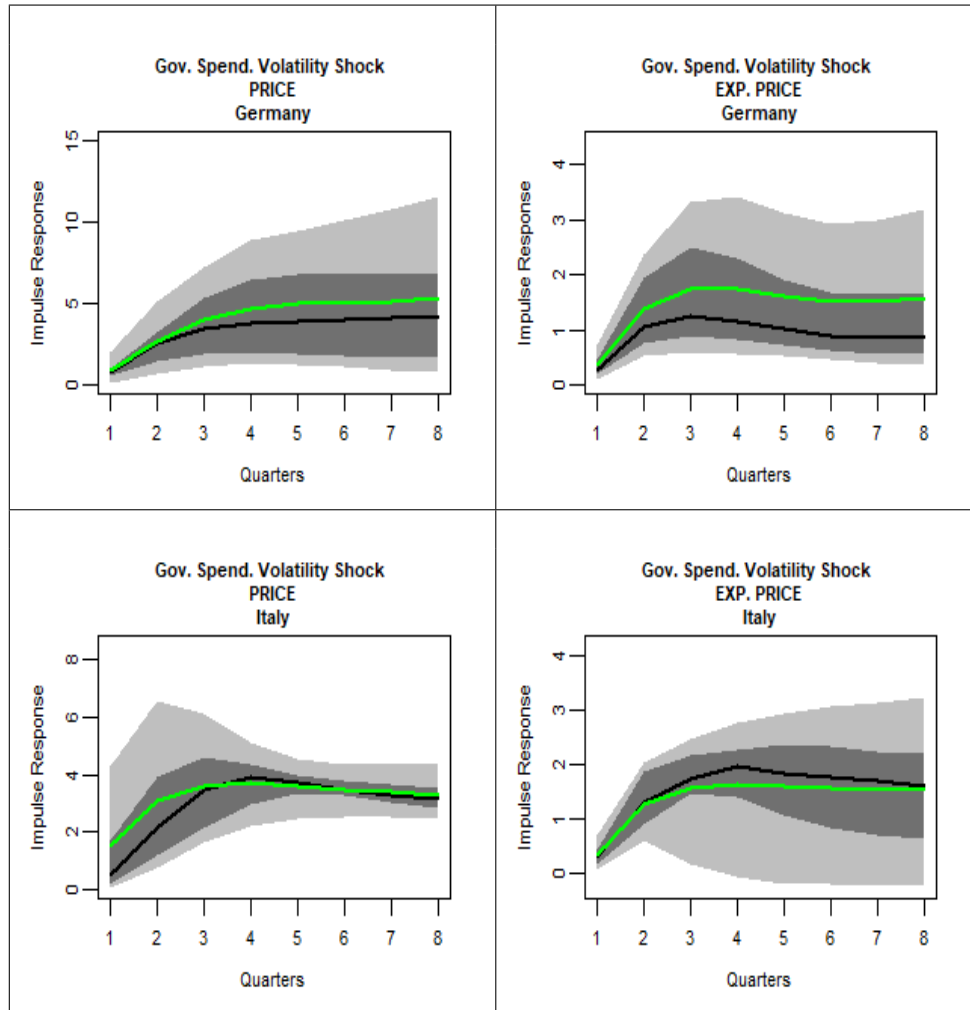 Gov. Spend. Volatility Shock
PRICE
Germany
Impulse Response
15
10
5
0
1 2 3 4 5 6 7 8
Quarters
Gov. Spend. Volatility Shock
EXP. PRICE
Germany
Impulse Response
4
3
2
1
0
1 2 3 4 5 6 7 8
Quarters
Gov. Spend. Volatility Shock
PRICE
Italy
Impulse Response
8
6
4
2
0
1 2 3 4 5 6 7 8
Quarters
Gov. Spend. Volatility Shock
EXP. PRICE
Italy
Impulse Response
4
3
2
1
0
1 2 3 4 5 6 7 8
Quarters